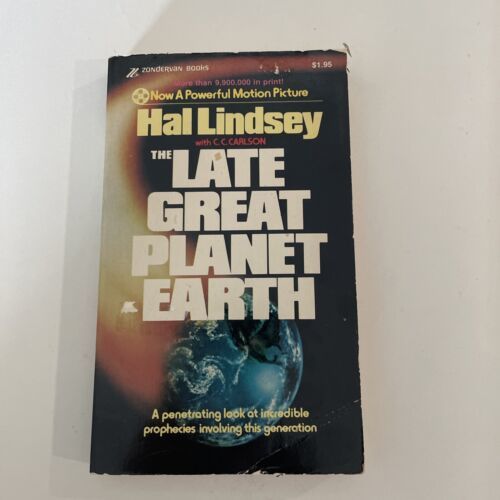 ZONDERVAN BOOKS $1.95
More than 9,900,000 in print!
Now A Powerful Motion Picture
Hal Lindsey
with C. C. CARLSON
THE LATE
GREAT
PLANET
EARTH
A penetrating look at incredible
prophecies involving this generation